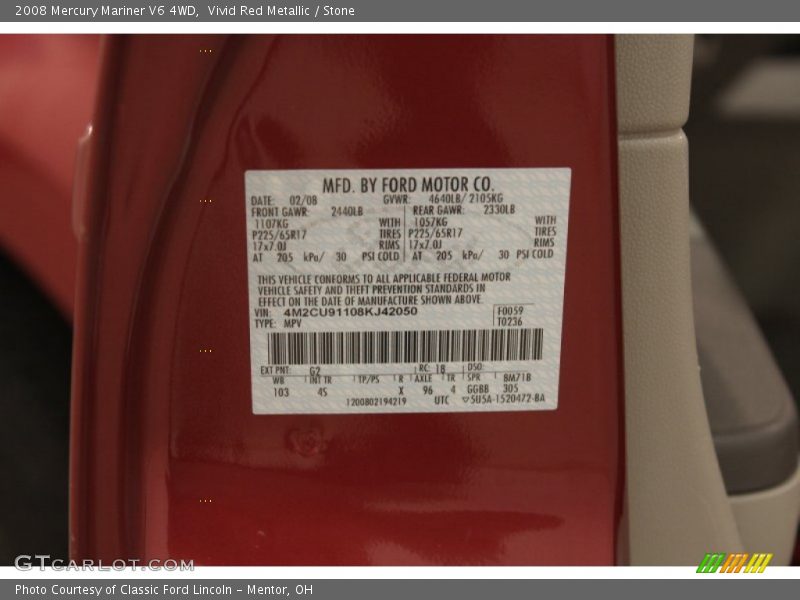 2008 Mercury Mariner V6 4WD, Vivid Red Metallic / Stone
MFD. BY FORD MOTOR CO.
DATE: 02/08 GVWR: 4640LB/ 2105KG
FRONT GAWR: 2440LB REAR GAWR: 2330LB
1107KG WITH 1057KG WITH
P225/65R17 TIRES P225/65R17 TIRES
17x7.0J RIMS 17x7.0J RIMS
AT 205 kPa/ 30 PSI COLD AT 205 kPa/ 30 PSI COLD
THIS VEHICLE CONFORMS TO ALL APPLICABLE FEDERAL MOTOR
VEHICLE SAFETY AND THEFT PREVENTION STANDARDS IN
EFFECT ON THE DATE OF MANUFACTURE SHOWN ABOVE.
VIN: 4M2CU91108KJ42050 F0059
TYPE: MPV T0236
EXT PNT: G2 RC: 18 DSO:
WB INT TR TP/PS R AXLE TR SPR 8M71B
103 4S X 96 4 GGBB 305
1200802194219 UTC ▽5U5A-1520472-BA
GTCARLOT.COM
Photo Courtesy of Classic Ford Lincoln - Mentor, OH